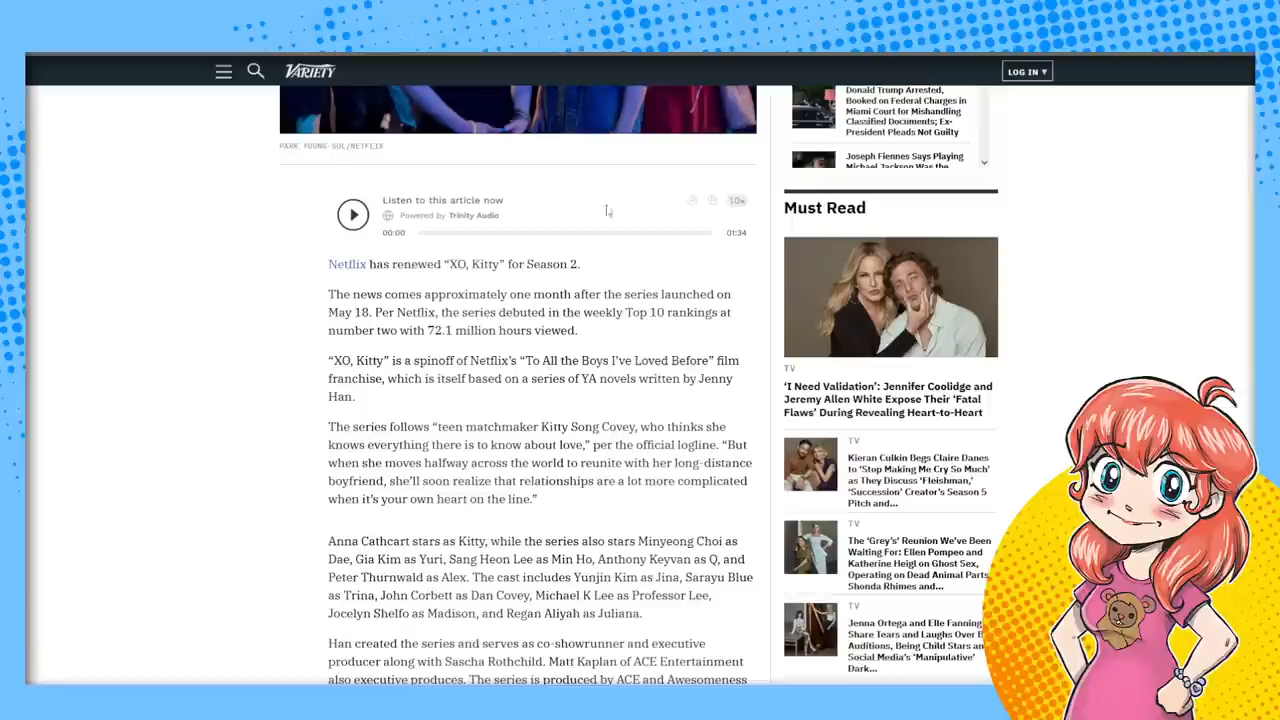 VARIETY
LOG IN ▾
PARK YOUNG-SOL/NETFLIX
Listen to this article now
Powered by Trinity Audio
1.0x
00:00
01:34
Netflix has renewed “XO, Kitty” for Season 2.
The news comes approximately one month after the series launched on
May 18. Per Netflix, the series debuted in the weekly Top 10 rankings at
number two with 72.1 million hours viewed.
“XO, Kitty” is a spinoff of Netflix’s “To All the Boys I’ve Loved Before” film
franchise, which is itself based on a series of YA novels written by Jenny
Han.
The series follows “teen matchmaker Kitty Song Covey, who thinks she
knows everything there is to know about love,” per the official logline. “But
when she moves halfway across the world to reunite with her long-distance
boyfriend, she’ll soon realize that relationships are a lot more complicated
when it’s your own heart on the line.”
Anna Cathcart stars as Kitty, while the series also stars Minyeong Choi as
Dae, Gia Kim as Yuri, Sang Heon Lee as Min Ho, Anthony Keyvan as Q, and
Peter Thurnwald as Alex. The cast includes Yunjin Kim as Jina, Sarayu Blue
as Trina, John Corbett as Dan Covey, Michael K Lee as Professor Lee,
Jocelyn Shelfo as Madison, and Regan Aliyah as Juliana.
Han created the series and serves as co-showrunner and executive
producer along with Sascha Rothchild. Matt Kaplan of ACE Entertainment
also executive produces. The series is produced by ACE and Awesomeness
Donald Trump Arrested,
Booked on Federal Charges in
Miami Court for Mishandling
Classified Documents; Ex-
President Pleads Not Guilty
Joseph Fiennes Says Playing
Michael Jackson Was the
Must Read
TV
‘I Need Validation’: Jennifer Coolidge and
Jeremy Allen White Expose Their ‘Fatal
Flaws’ During Revealing Heart-to-Heart
TV
Kieran Culkin Begs Claire Danes
to ‘Stop Making Me Cry So Much’
as They Discuss ‘Fleishman,’
‘Succession’ Creator’s Season 5
Pitch and...
TV
The ‘Grey’s’ Reunion We’ve Been
Waiting For: Ellen Pompeo and
Katherine Heigl on Ghost Sex,
Operating on Dead Animal Parts,
Shonda Rhimes and...
TV
Jenna Ortega and Elle Fanning
Share Tears and Laughs Over
Auditions, Being Child Stars an
Social Media’s ‘Manipulative’
Dark...